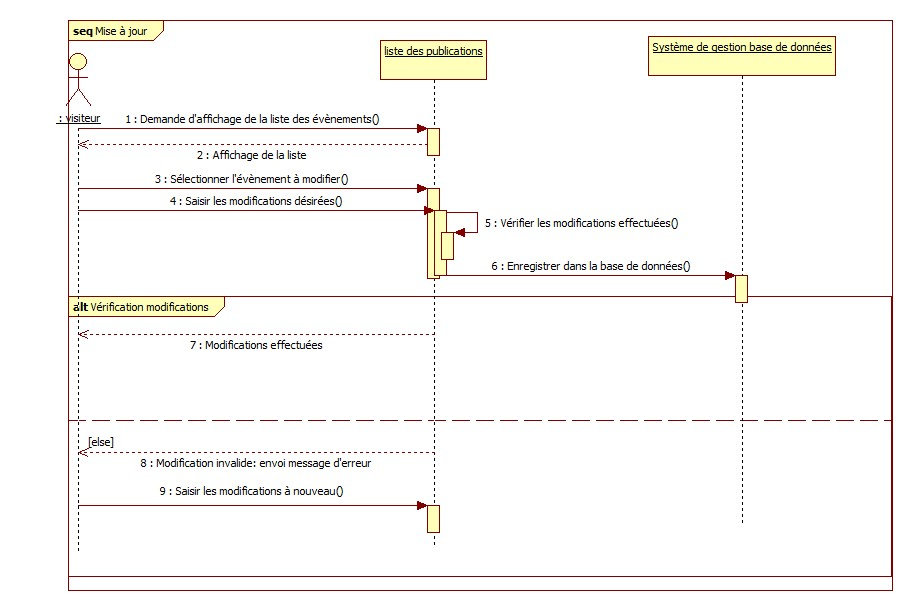 seq Mise à jour
liste des publications
Système de gestion base de données
: visiteur
1 : Demande d'affichage de la liste des évènements()
2 : Affichage de la liste
3 : Sélectionner l'évènement à modifier()
4 : Saisir les modifications désirées()
5 : Vérifier les modifications effectuées()
6 : Enregistrer dans la base de données()
alt Vérification modifications
7 : Modifications effectuées
[else]
8 : Modification invalide: envoi message d'erreur
9 : Saisir les modifications à nouveau()